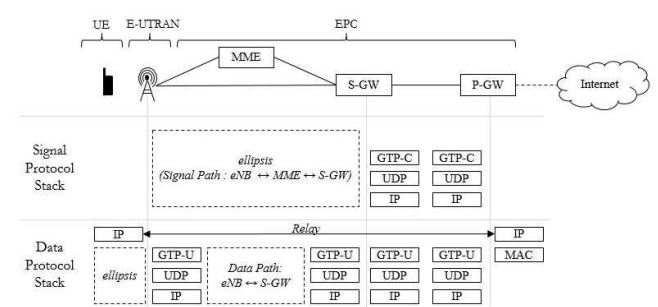 UE E-UTRAN EPC
MME
S-GW P-GW Internet
Signal
Protocol
Stack
ellipsis
(Signal Path : eNB ↔ MME ↔ S-GW)
GTP-C GTP-C
UDP UDP
IP IP
Data
Protocol
Stack
IP Relay IP
ellipsis
GTP-U
UDP
IP
Data Path:
eNB ↔ S-GW
GTP-U GTP-U GTP-U MAC
UDP UDP UDP
IP IP IP